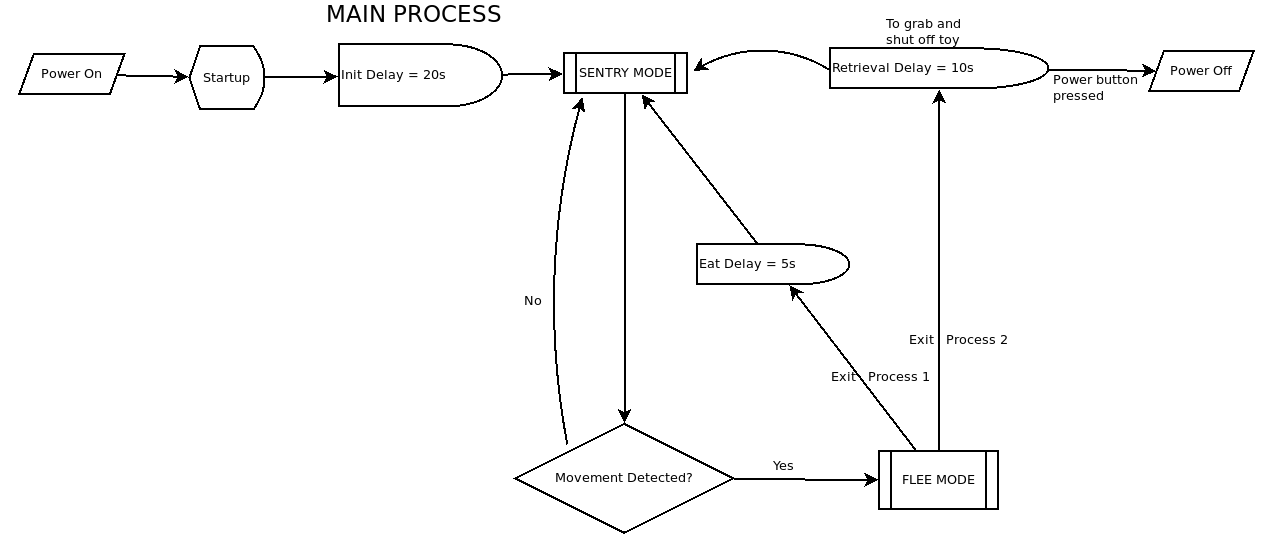 MAIN PROCESS
To grab and
shut off toy
Power On
Startup
Init Delay = 20s
SENTRY MODE
Retrieval Delay = 10s
Power Off
Power button
pressed
Eat Delay = 5s
No
Exit Process 2
Exit Process 1
Yes
Movement Detected?
FLEE MODE